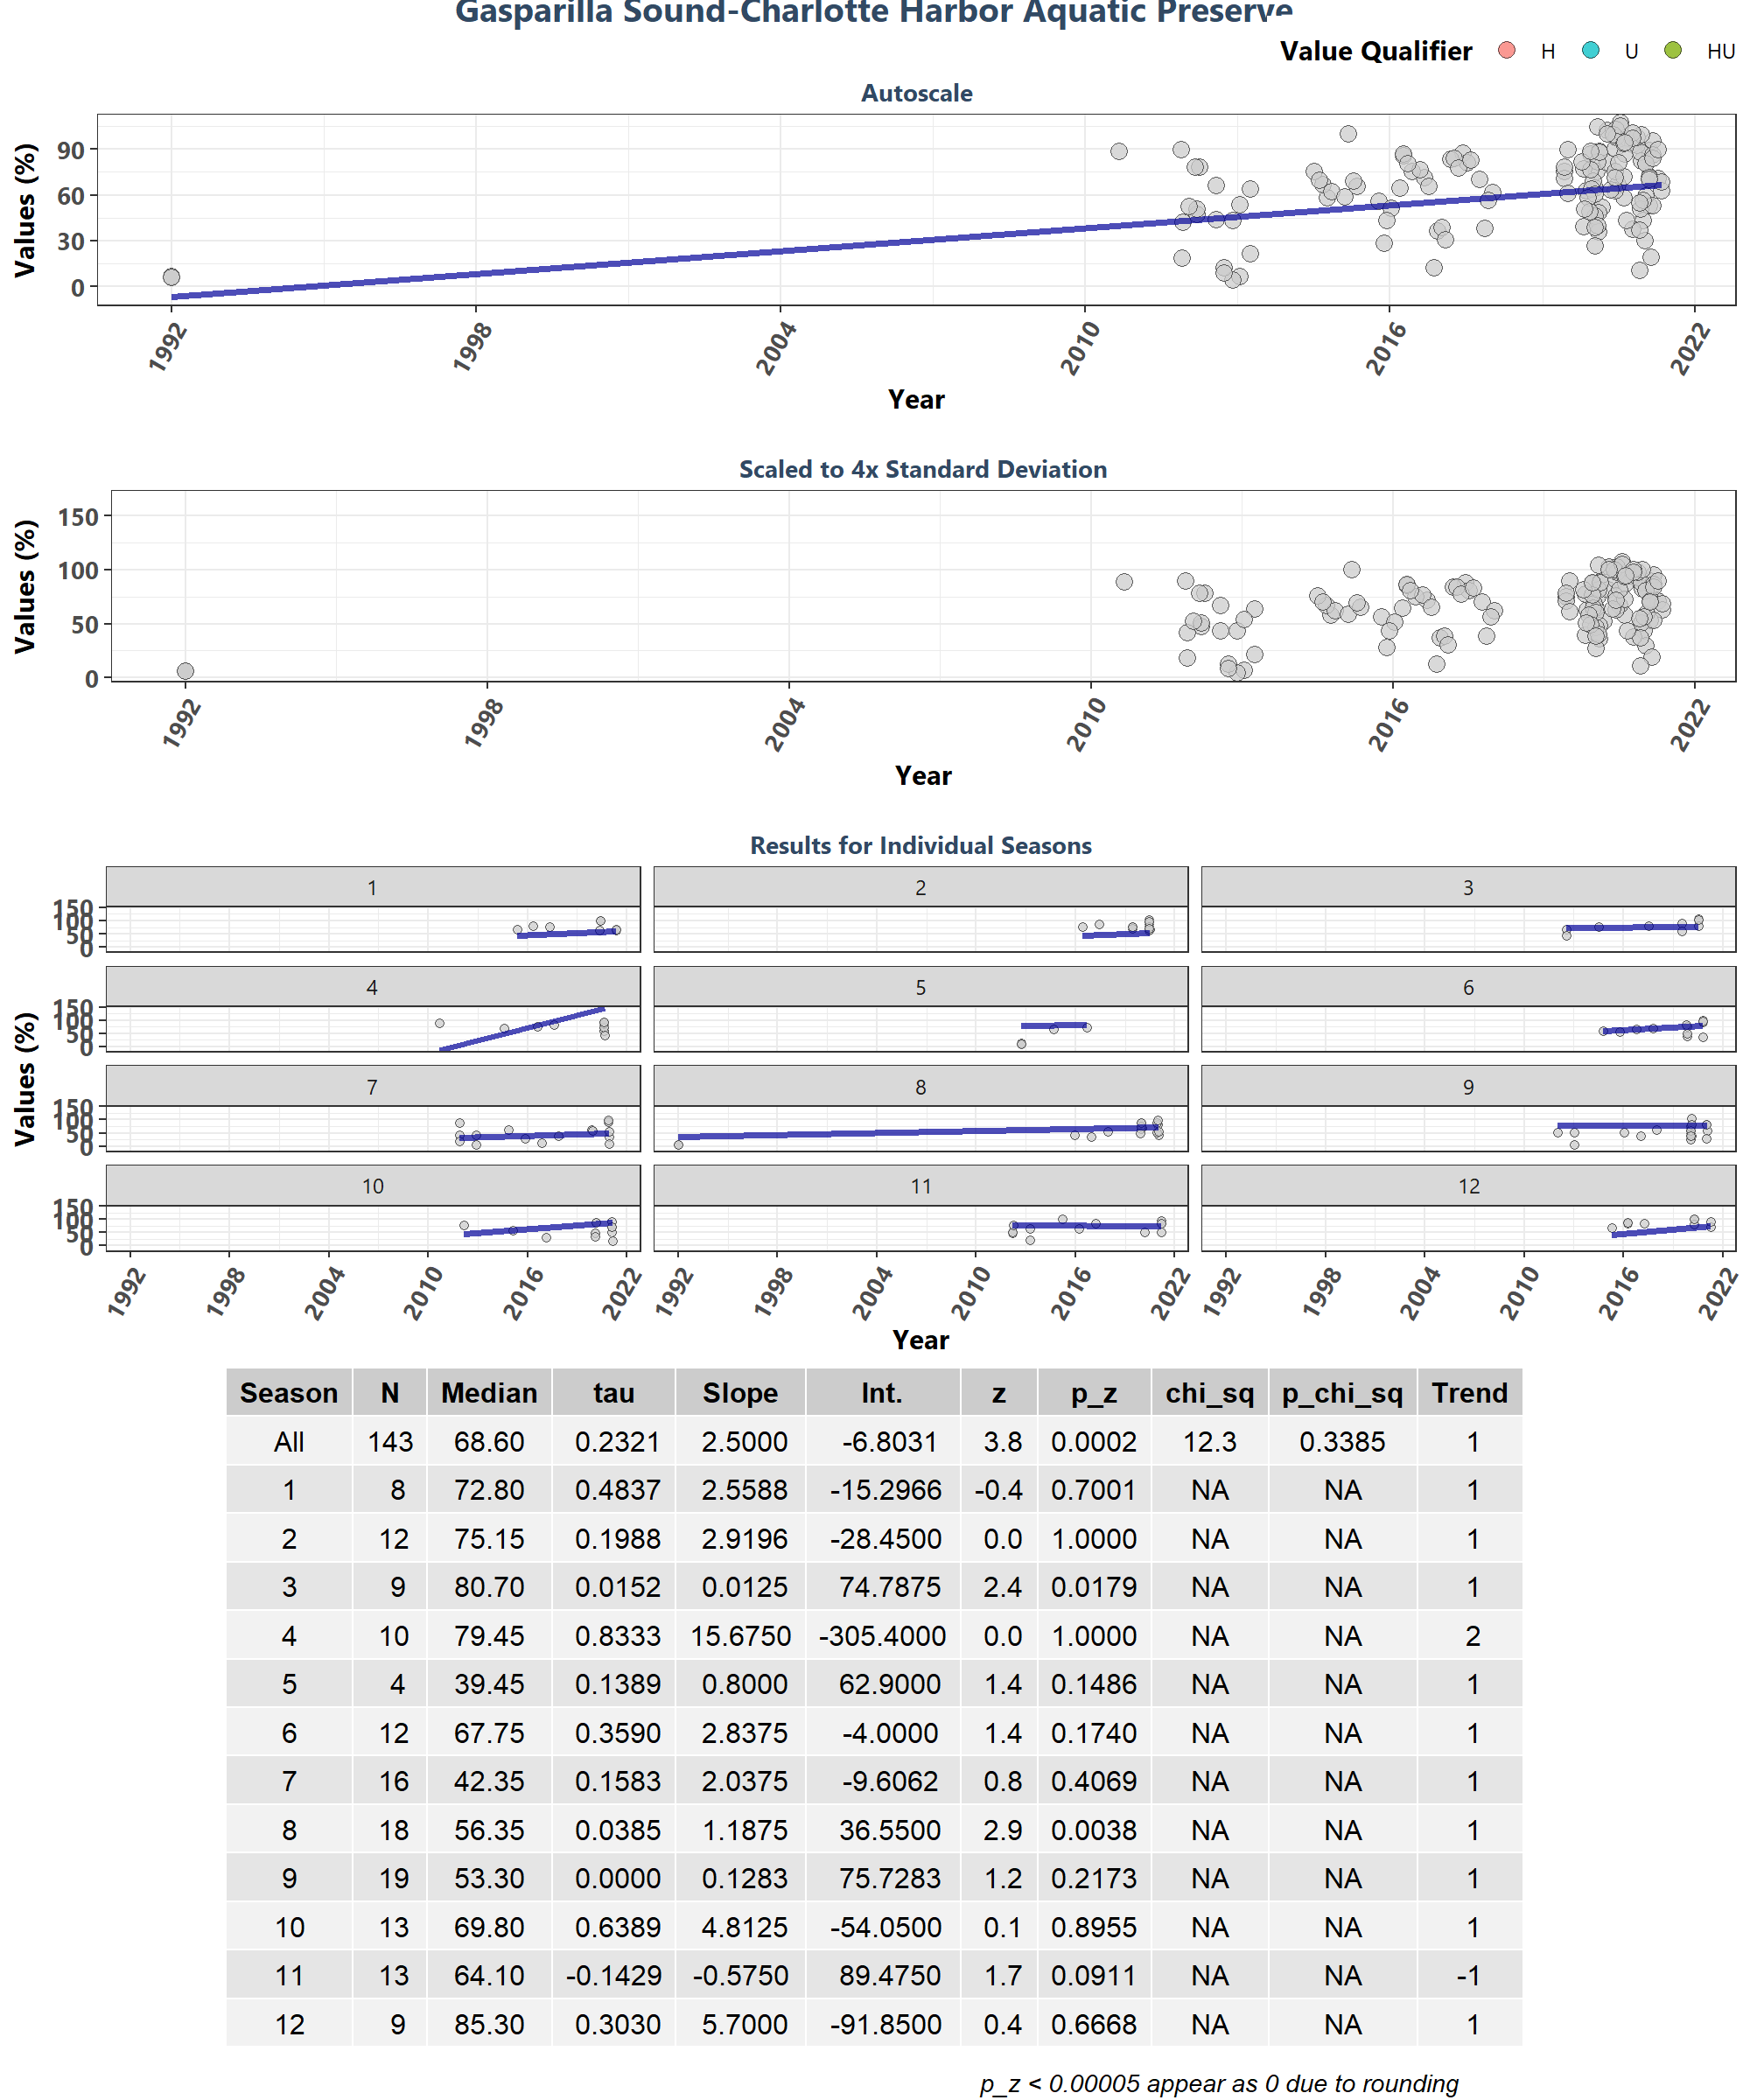 Gasparilla Sound-Charlotte Harbor Aquatic Preserve
Value Qualifier H U HU
Autoscale
Values (%)
90
60
30
0
1992 1998 2004 2010 2016 2022
Year
Scaled to 4x Standard Deviation
Values (%)
150
100
50
0
1992 1998 2004 2010 2016 2022
Year
Results for Individual Seasons
Values (%)
1 2 3
150
100
50
0
4 5 6
150
100
50
0
7 8 9
150
100
50
0
10 11 12
150
100
50
0
1992 1998 2004 2010 2016 2022 1992 1998 2004 2010 2016 2022 1992 1998 2004 2010 2016 2022
Year
Season N Median tau Slope Int. z p_z chi_sq p_chi_sq Trend
All 143 68.60 0.2321 2.5000 -6.8031 3.8 0.0002 12.3 0.3385 1
1 8 72.80 0.4837 2.5588 -15.2966 -0.4 0.7001 NA NA 1
2 12 75.15 0.1988 2.9196 -28.4500 0.0 1.0000 NA NA 1
3 9 80.70 0.0152 0.0125 74.7875 2.4 0.0179 NA NA 1
4 10 79.45 0.8333 15.6750 -305.4000 0.0 1.0000 NA NA 2
5 4 39.45 0.1389 0.8000 62.9000 1.4 0.1486 NA NA 1
6 12 67.75 0.3590 2.8375 -4.0000 1.4 0.1740 NA NA 1
7 16 42.35 0.1583 2.0375 -9.6062 0.8 0.4069 NA NA 1
8 18 56.35 0.0385 1.1875 36.5500 2.9 0.0038 NA NA 1
9 19 53.30 0.0000 0.1283 75.7283 1.2 0.2173 NA NA 1
10 13 69.80 0.6389 4.8125 -54.0500 0.1 0.8955 NA NA 1
11 13 64.10 -0.1429 -0.5750 89.4750 1.7 0.0911 NA NA -1
12 9 85.30 0.3030 5.7000 -91.8500 0.4 0.6668 NA NA 1
p_z < 0.00005 appear as 0 due to rounding